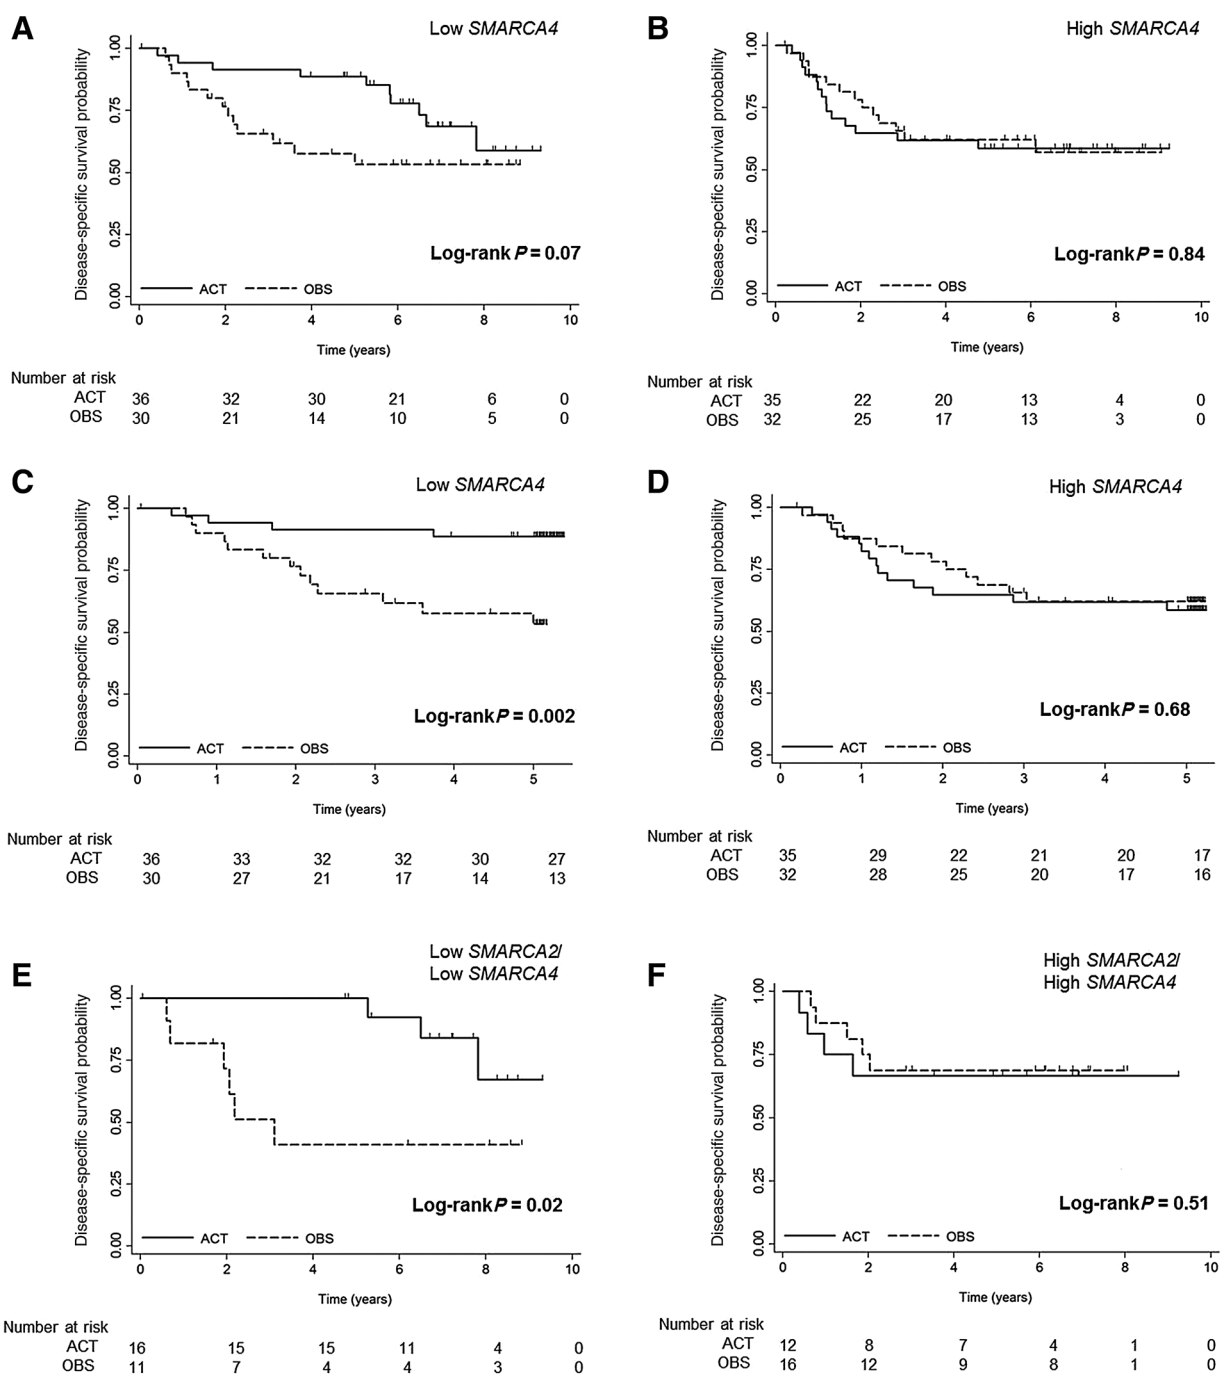 A
Low SMARCA4
Disease-specific survival probability
1.00
0.75
0.50
0.25
0.00
Log-rank P = 0.07
ACT OBS
0 2 4 6 8 10
Time (years)
Number at risk
ACT 36 32 30 21 6 0
OBS 30 21 14 10 5 0
B
High SMARCA4
Disease-specific survival probability
1.00
0.75
0.50
0.25
0.00
Log-rank P = 0.84
ACT OBS
0 2 4 6 8 10
Time (years)
Number at risk
ACT 35 22 20 13 4 0
OBS 32 25 17 13 3 0
C
Low SMARCA4
Disease-specific survival probability
1.00
0.75
0.50
0.25
0.00
Log-rank P = 0.002
ACT OBS
0 1 2 3 4 5
Time (years)
Number at risk
ACT 36 33 32 32 30 27
OBS 30 27 21 17 14 13
D
High SMARCA4
Disease-specific survival probability
1.00
0.75
0.50
0.25
0.00
Log-rank P = 0.68
ACT OBS
0 1 2 3 4 5
Time (years)
Number at risk
ACT 35 29 22 21 20 17
OBS 32 28 25 20 17 16
E
Low SMARCA2/
Low SMARCA4
Disease-specific survival probability
1.00
0.75
0.50
0.25
0.00
Log-rank P = 0.02
ACT OBS
0 2 4 6 8 10
Time (years)
Number at risk
ACT 16 15 15 11 4 0
OBS 11 7 4 4 3 0
F
High SMARCA2/
High SMARCA4
Disease-specific survival probability
1.00
0.75
0.50
0.25
0.00
Log-rank P = 0.51
ACT OBS
0 2 4 6 8 10
Time (years)
Number at risk
ACT 12 8 7 4 1 0
OBS 16 12 9 8 1 0